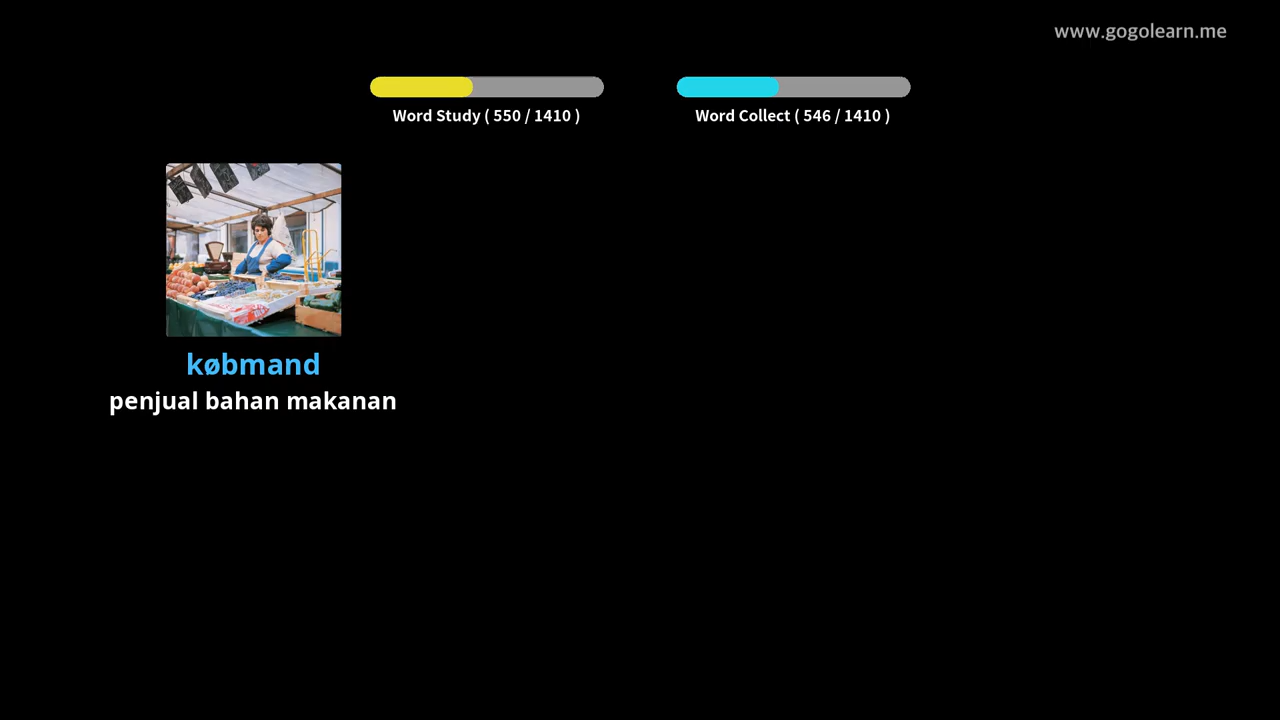 www.gogolearn.me
Word Study ( 550 / 1410 )
Word Collect ( 546 / 1410 )
købmand
penjual bahan makanan